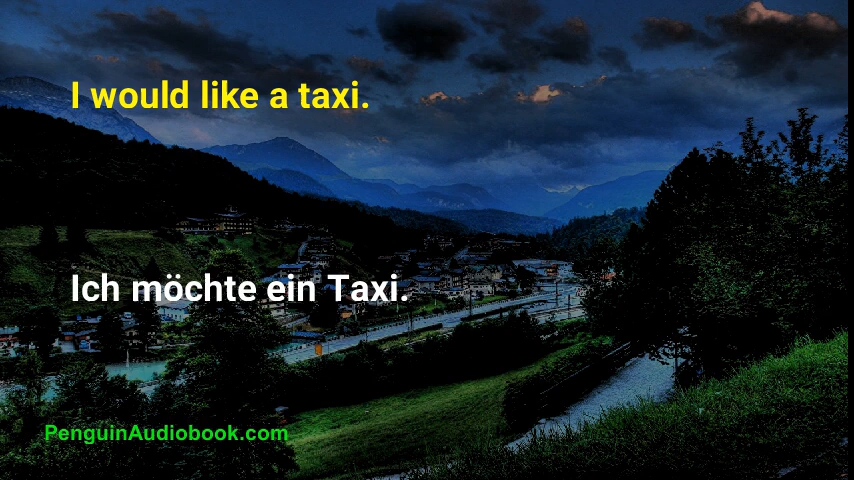 I would like a taxi.
Ich möchte ein Taxi.
PenguinAudiobook.com